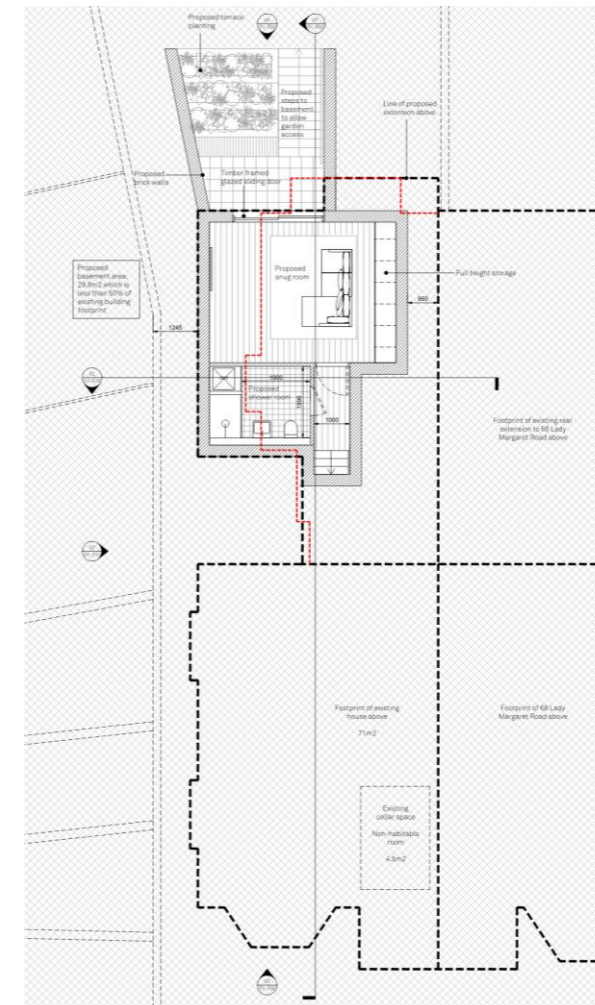 Proposed terrace
planting
Proposed
steps to
basement
to allow
garden
access
Line of proposed
extension above
Proposed
brick walls
Timber framed
glazed sliding door
Proposed
snug room
Full height storage
Proposed
basement area:
29.8m2 which is
less than 50% of
existing building
footprint
1245
850
1800
Proposed
shower room
1000
Footprint of existing rear
extension to 68 Lady
Margaret Road above
Footprint of existing
house above
71m2
Footprint of 68 Lady
Margaret Road above
Existing
cellar space
Non-habitable
room
4.5m2